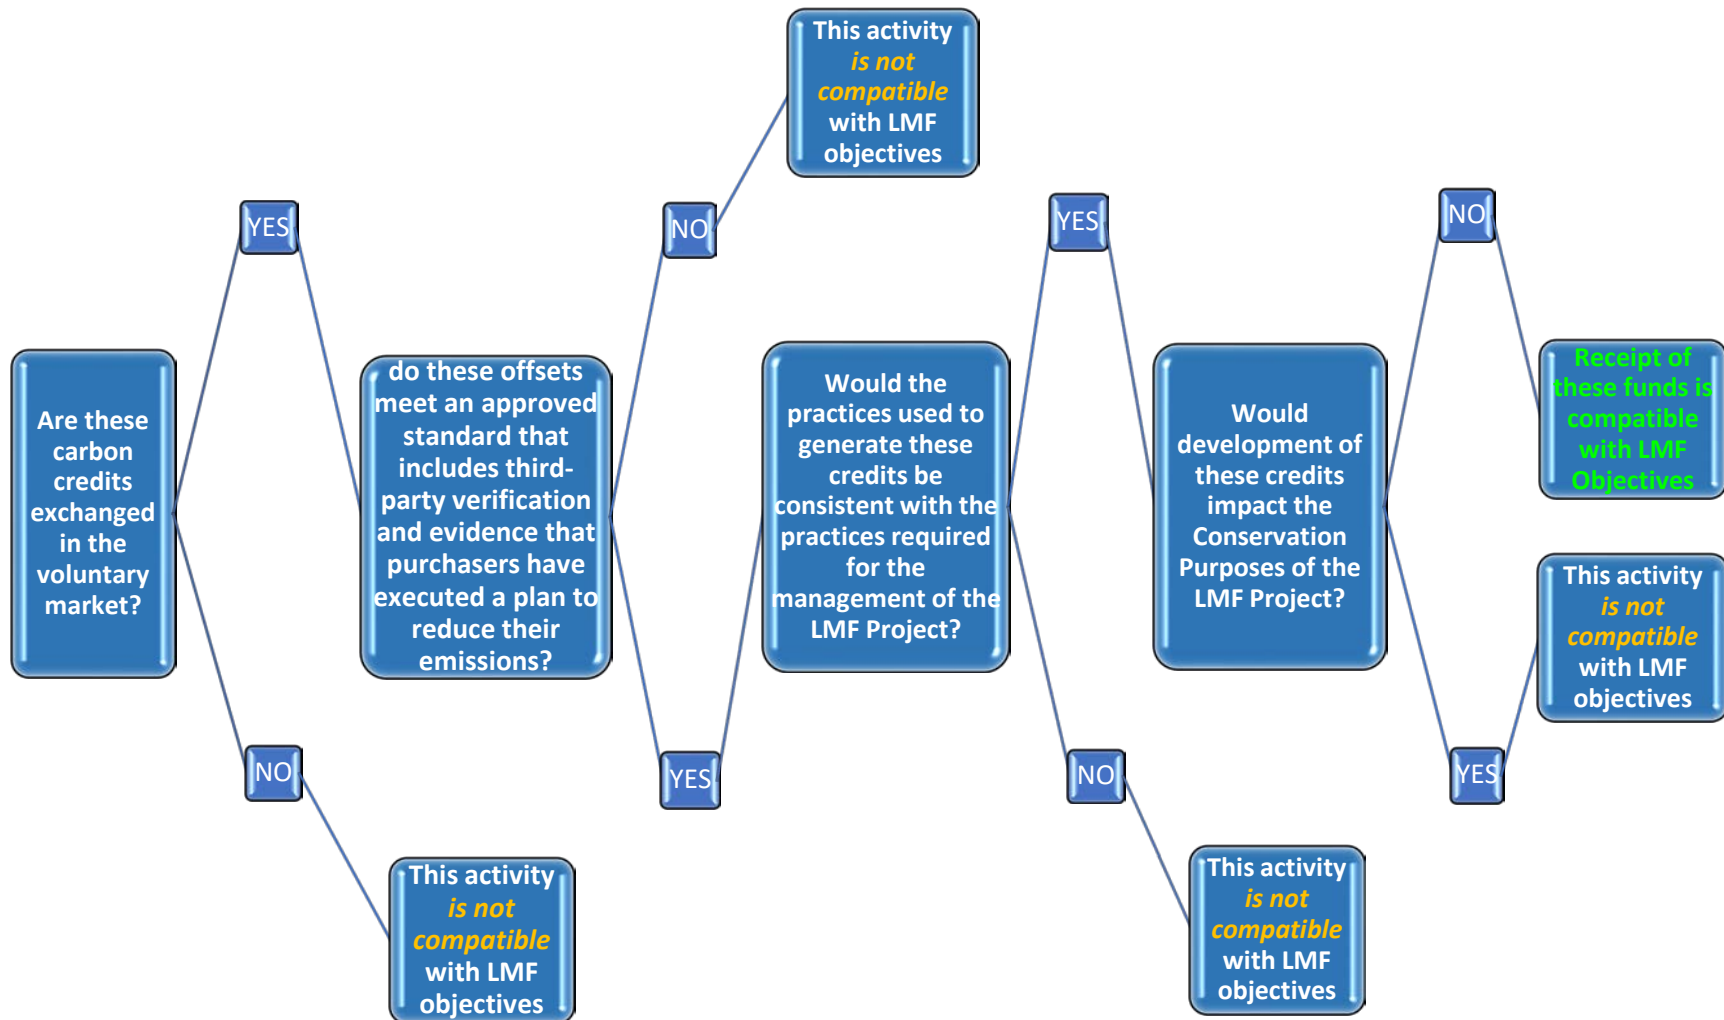 Are these
carbon
credits
exchanged
in the
voluntary
market?
YES
NO
This activity
is not
compatible
with LMF
objectives
do these offsets
meet an approved
standard that
includes third-
party verification
and evidence that
purchasers have
executed a plan to
reduce their
emissions?
NO
This activity
is not
compatible
with LMF
objectives
YES
Would the
practices used to
generate these
credits be
consistent with the
practices required
for the
management of the
LMF Project?
YES
NO
This activity
is not
compatible
with LMF
objectives
Would
development of
these credits
impact the
Conservation
Purposes of the
LMF Project?
NO
Receipt of
these funds is
compatible
with LMF
Objectives
YES
This activity
is not
compatible
with LMF
objectives